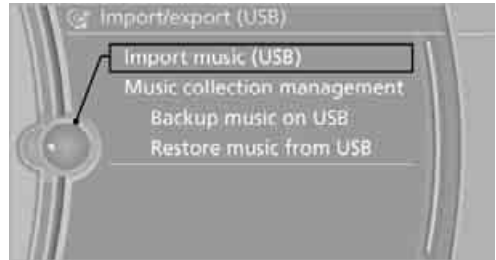 Import/export (USB)
Import music (USB)
Music collection management
Backup music on USB
Restore music from USB